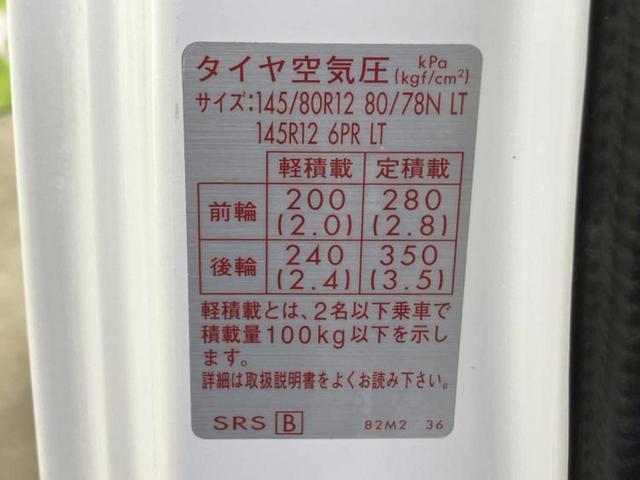 タイヤ空気圧 kPa (kgf/cm²)
サイズ:145/80R12 80/78N LT
145R12 6PR LT
軽積載 定積載
前輪 200 (2.0) 280 (2.8)
後輪 240 (2.4) 350 (3.5)
軽積載とは、2名以下乗車で
積載量100kg以下を示し
ます。
詳細は取扱説明書をよくお読み下さい。
SRS B 82M2 36